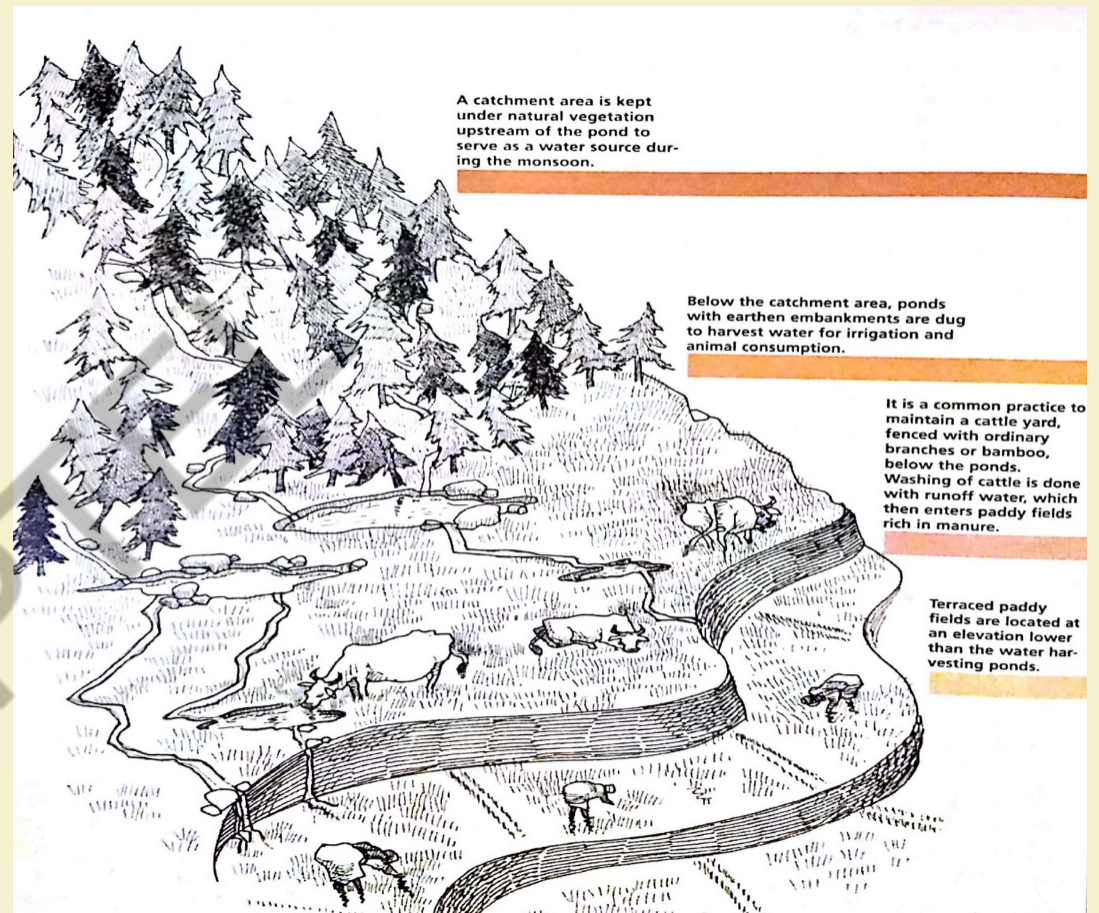 A catchment area is kept
under natural vegetation
upstream of the pond to
serve as a water source dur-
ing the monsoon.
Below the catchment area, ponds
with earthen embankments are dug
to harvest water for irrigation and
animal consumption.
It is a common practice to
maintain a cattle yard,
fenced with ordinary
branches or bamboo,
below the ponds.
Washing of cattle is done
with runoff water, which
then enters paddy fields
rich in manure.
Terraced paddy
fields are located at
an elevation lower
than the water har-
vesting ponds.